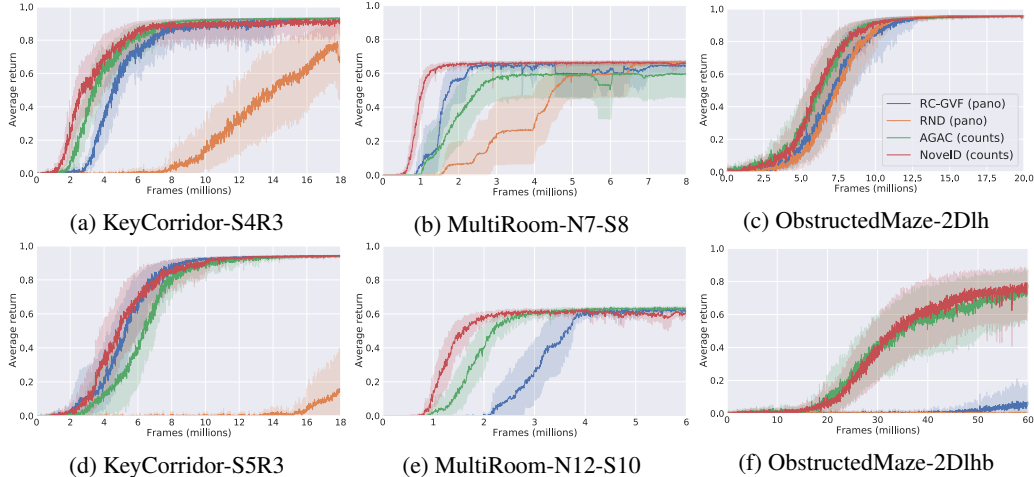 Average return
1.0
0.8
0.6
0.4
0.2
0.0
0 2 4 6 8 10 12 14 16 18
Frames (millions)
(a) KeyCorridor-S4R3
Average return
1.0
0.8
0.6
0.4
0.2
0.0
0 1 2 3 4 5 6 7 8
Frames (millions)
(b) MultiRoom-N7-S8
Average return
1.0
0.8
0.6
0.4
0.2
0.0
RC-GVF (pano)
RND (pano)
AGAC (counts)
NovelD (counts)
0.0 2.5 5.0 7.5 10.0 12.5 15.0 17.5 20.0
Frames (millions)
(c) ObstructedMaze-2Dlh
Average return
1.0
0.8
0.6
0.4
0.2
0.0
0 2 4 6 8 10 12 14 16 18
Frames (millions)
(d) KeyCorridor-S5R3
Average return
1.0
0.8
0.6
0.4
0.2
0.0
0 1 2 3 4 5 6
Frames (millions)
(e) MultiRoom-N12-S10
Average return
1.0
0.8
0.6
0.4
0.2
0.0
0 10 20 30 40 50 60
Frames (millions)
(f) ObstructedMaze-2Dlhb